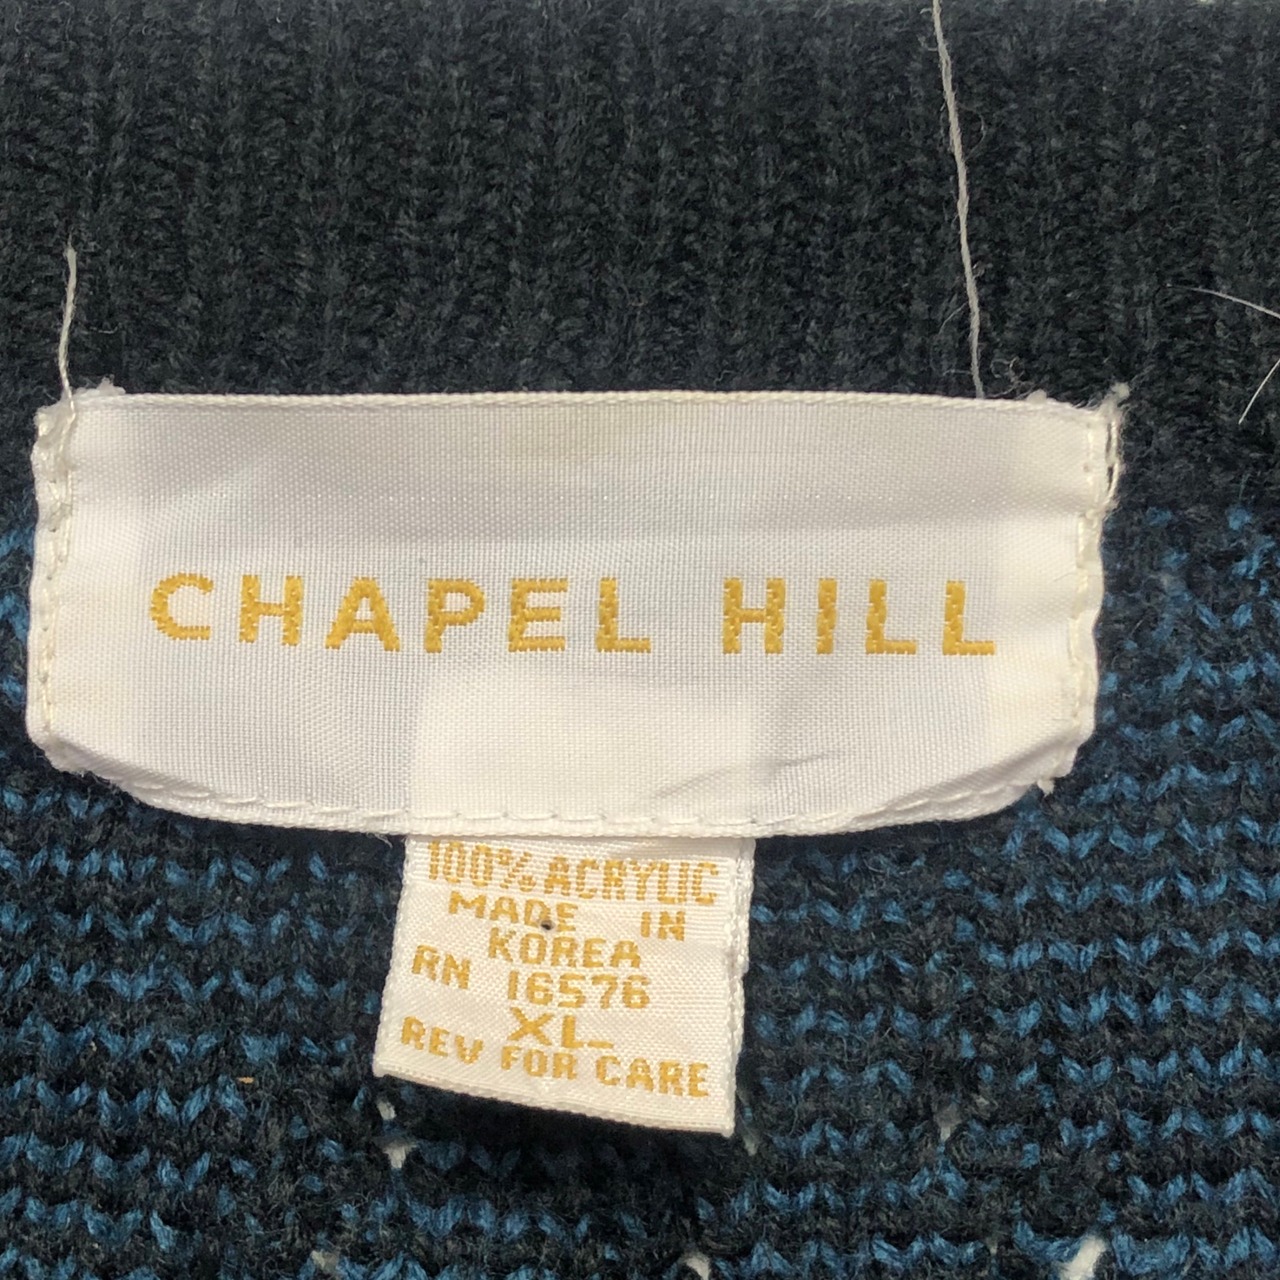 CHAPEL HILL
100% ACRYLIC
MADE IN
KOREA
RN 16576
XL
REV FOR CARE